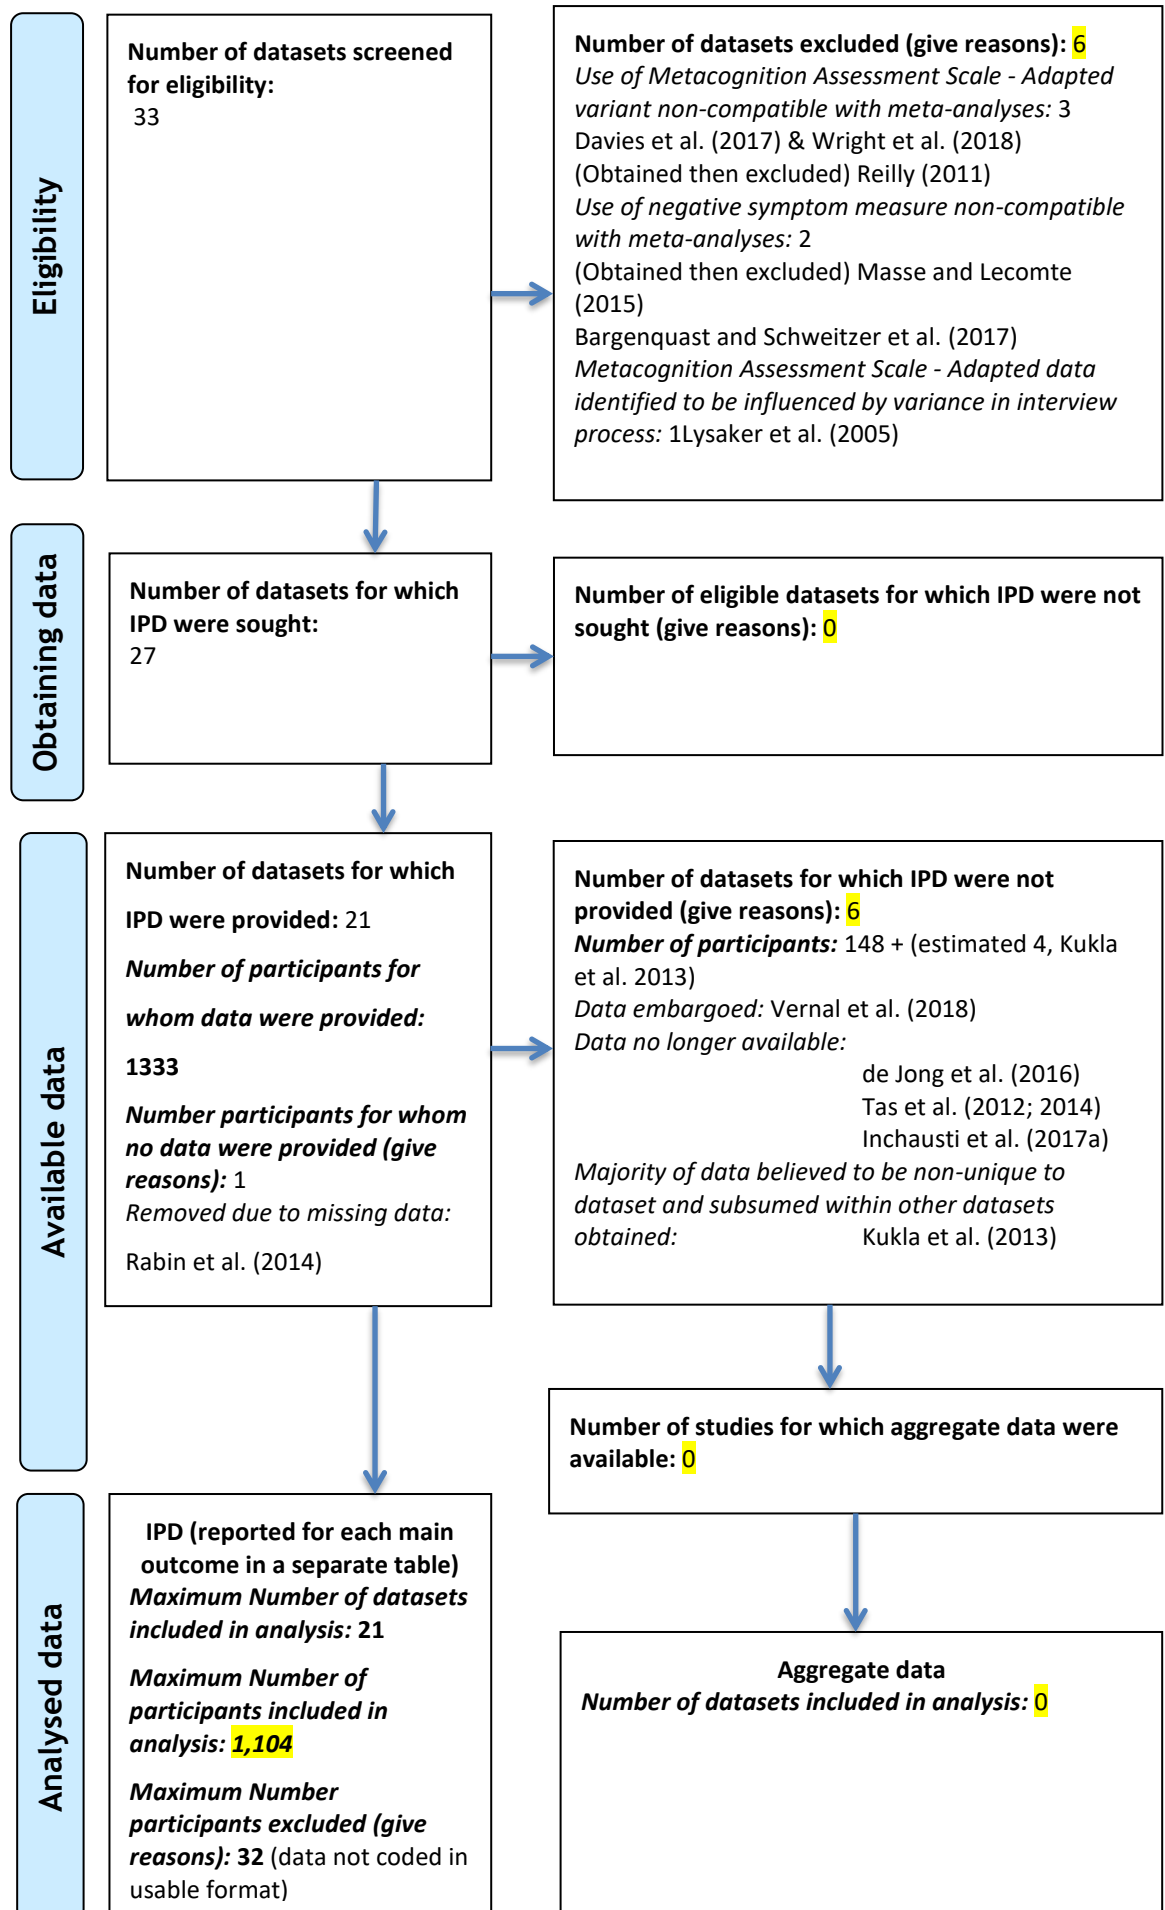 Eligibility
Number of datasets screened
for eligibility:
33
Number of datasets excluded (give reasons): 6
Use of Metacognition Assessment Scale - Adapted
variant non-compatible with meta-analyses: 3
Davies et al. (2017) & Wright et al. (2018)
(Obtained then excluded) Reilly (2011)
Use of negative symptom measure non-compatible
with meta-analyses: 2
(Obtained then excluded) Masse and Lecomte
(2015)
Bargenquast and Schweitzer et al. (2017)
Metacognition Assessment Scale - Adapted data
identified to be influenced by variance in interview
process: 1Lysaker et al. (2005)
Obtaining data
Number of datasets for which
IPD were sought:
27
Number of eligible datasets for which IPD were not
sought (give reasons): 0
Available data
Number of datasets for which
IPD were provided: 21
Number of participants for
whom data were provided:
1333
Number participants for whom
no data were provided (give
reasons): 1
Removed due to missing data:
Rabin et al. (2014)
Number of datasets for which IPD were not
provided (give reasons): 6
Number of participants: 148 + (estimated 4, Kukla
et al. 2013)
Data embargoed: Vernal et al. (2018)
Data no longer available:
de Jong et al. (2016)
Tas et al. (2012; 2014)
Inchausti et al. (2017a)
Majority of data believed to be non-unique to
dataset and subsumed within other datasets
obtained: Kukla et al. (2013)
Number of studies for which aggregate data were
available: 0
Analysed data
IPD (reported for each main
outcome in a separate table)
Maximum Number of datasets
included in analysis: 21
Maximum Number of
participants included in
analysis: 1,104
Maximum Number
participants excluded (give
reasons): 32 (data not coded in
usable format)
Aggregate data
Number of datasets included in analysis: 0